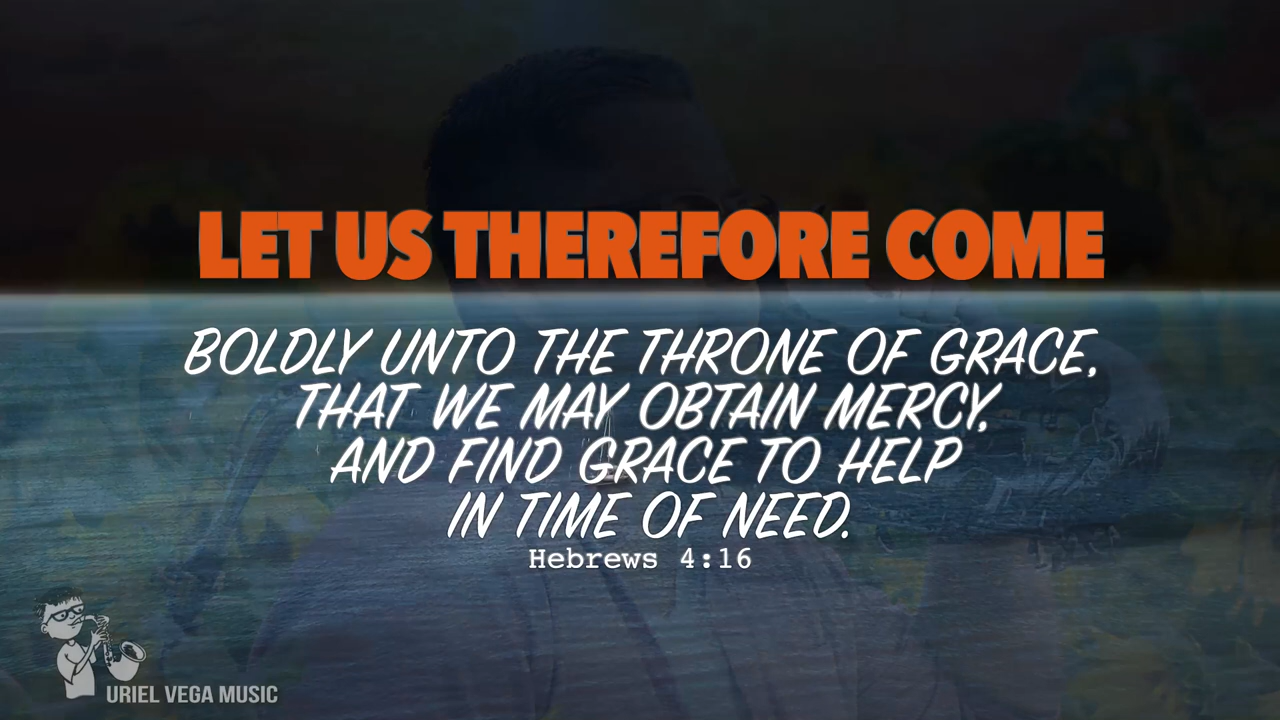 LET US THEREFORE COME
BOLDLY UNTO THE THRONE OF GRACE,
THAT WE MAY OBTAIN MERCY,
AND FIND GRACE TO HELP
IN TIME OF NEED.
Hebrews 4:16
URIEL VEGA MUSIC